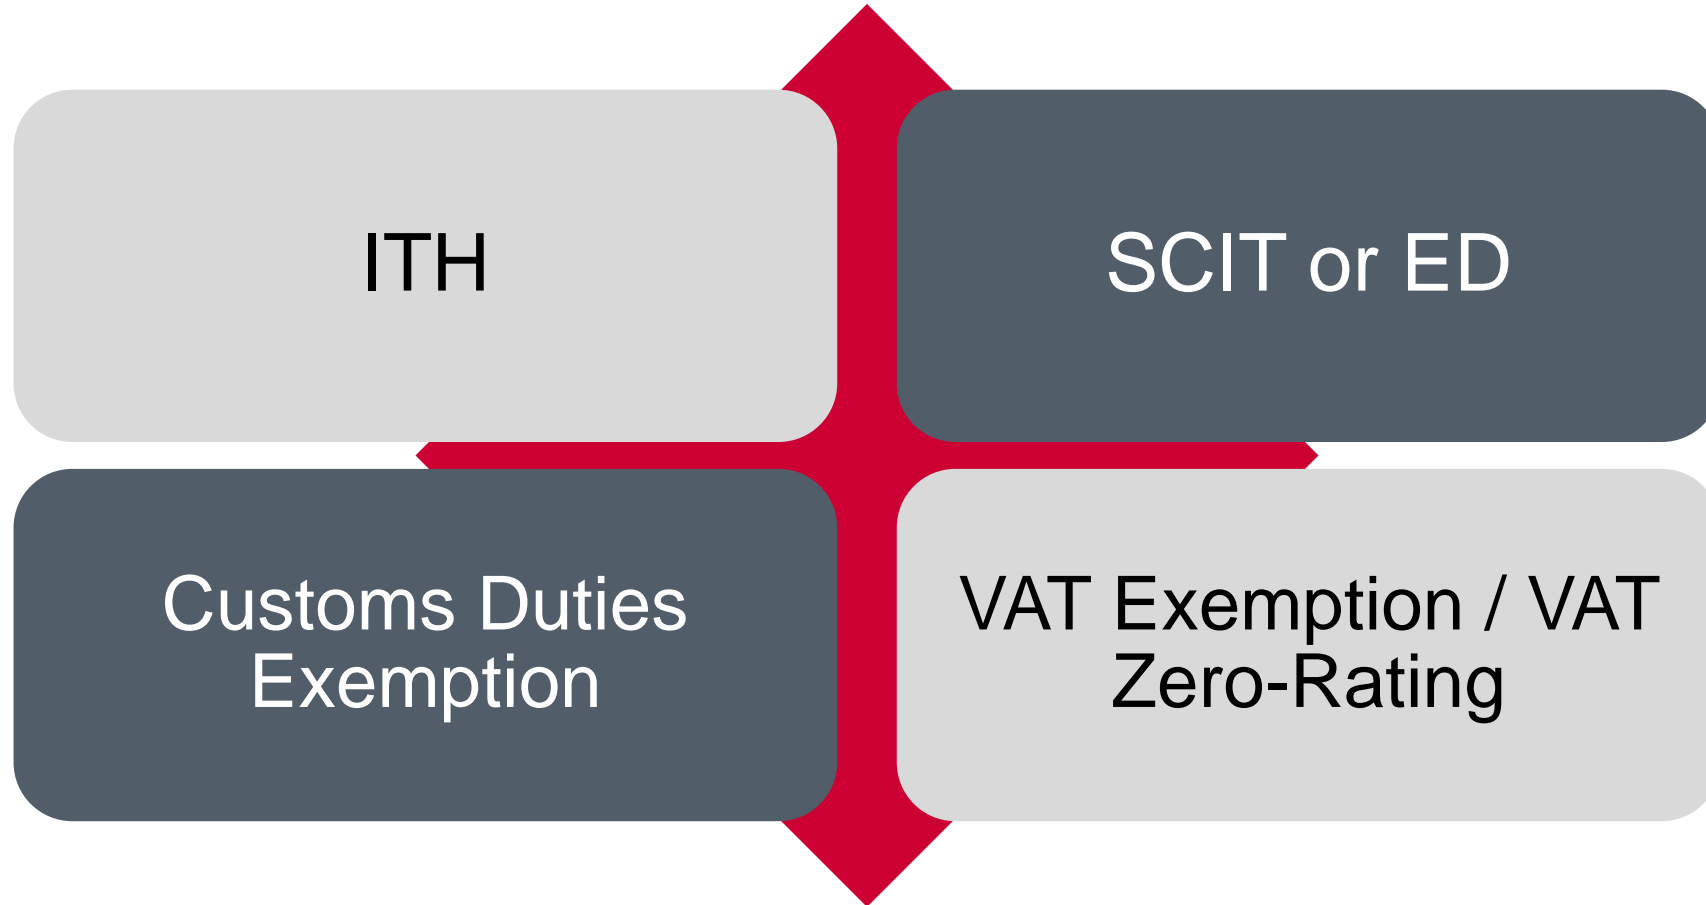 ITH
SCIT or ED
Customs Duties
Exemption
VAT Exemption / VAT
Zero-Rating